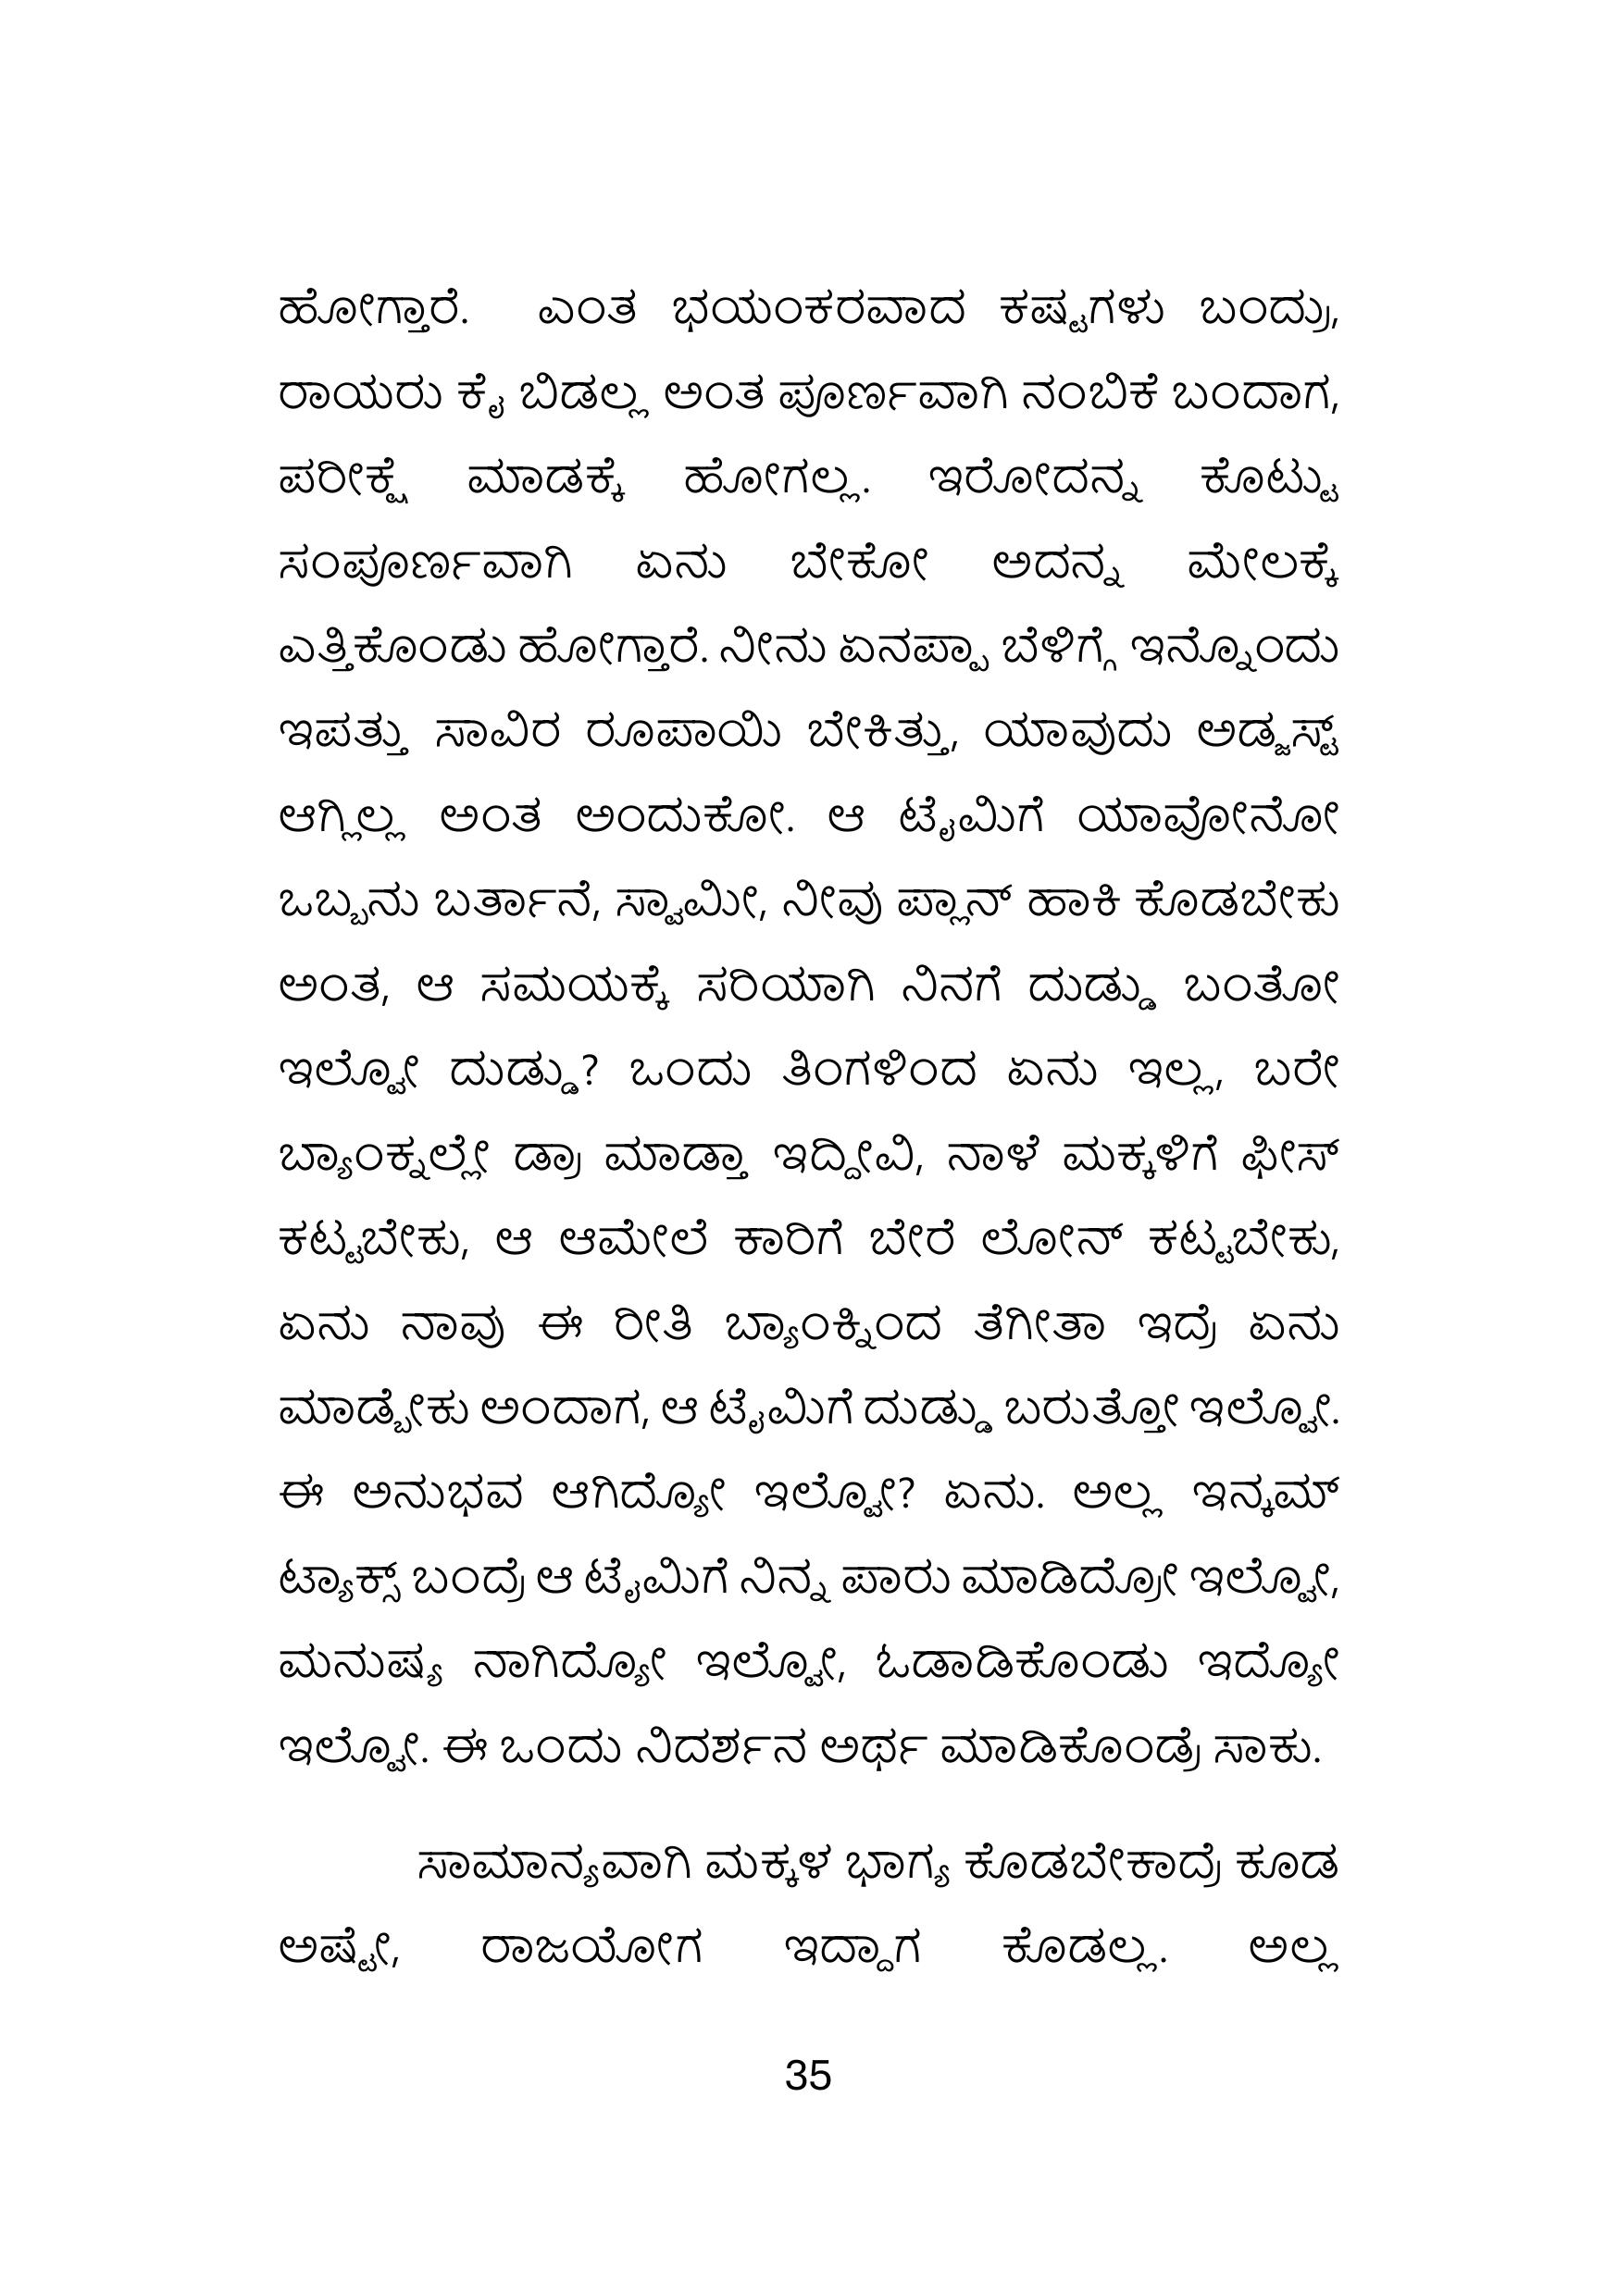 ಹೋಗ್ತಾರೆ. ಎಂತ ಭಯಂಕರವಾದ ಕಷ್ಟಗಳು ಬಂದ್ರು,
ರಾಯರು ಕೈ ಬಿಡಲ್ಲ ಅಂತ ಪೂರ್ಣವಾಗಿ ನಂಬಿಕೆ ಬಂದಾಗ,
ಪರೀಕ್ಷೆ ಮಾಡಕ್ಕೆ ಹೋಗಲ್ಲ. ಇರೋದನ್ನ ಕೊಟ್ಟು
ಸಂಪೂರ್ಣವಾಗಿ ಏನು ಬೇಕೋ ಅದನ್ನ ಮೇಲಕ್ಕೆ
ಎತ್ತಿಕೊಂಡು ಹೋಗ್ತಾರೆ. ನೀನು ಏನಪ್ಪಾ ಬೆಳಿಗ್ಗೆ ಇನ್ನೊಂದು
ಇಪತ್ತು ಸಾವಿರ ರೂಪಾಯಿ ಬೇಕಿತ್ತು, ಯಾವುದು ಅಡ್ಜಸ್ಟ್
ಆಗ್ಲಿಲ್ಲ ಅಂತ ಅಂದುಕೋ. ಆ ಟೈಮಿಗೆ ಯಾವೋನೋ
ಒಬ್ಬನು ಬರ್ತಾನೆ, ಸ್ವಾಮೀ, ನೀವು ಪ್ಲಾನ್ ಹಾಕಿ ಕೊಡಬೇಕು
ಅಂತ, ಆ ಸಮಯಕ್ಕೆ ಸರಿಯಾಗಿ ನಿನಗೆ ದುಡ್ಡು ಬಂತೋ
ಇಲ್ವೋ ದುಡ್ಡು? ಒಂದು ತಿಂಗಳಿಂದ ಏನು ಇಲ್ಲ, ಬರೇ
ಬ್ಯಾಂಕ್ನಲ್ಲೇ ಡ್ರಾ ಮಾಡ್ತಾ ಇದ್ದೀವಿ, ನಾಳೆ ಮಕ್ಕಳಿಗೆ ಫೀಸ್
ಕಟ್ಟಬೇಕು, ಆ ಆಮೇಲೆ ಕಾರಿಗೆ ಬೇರೆ ಲೋನ್ ಕಟ್ಟಬೇಕು,
ಏನು ನಾವು ಈ ರೀತಿ ಬ್ಯಾಂಕ್ನಿಂದ ತೆಗೀತಾ ಇದ್ರೆ ಏನು
ಮಾಡ್ಬೇಕು ಅಂದಾಗ, ಆ ಟೈಮಿಗೆ ದುಡ್ಡು ಬರುತ್ತೋ ಇಲ್ವೋ.
ಈ ಅನುಭವ ಆಗಿದ್ಯೋ ಇಲ್ವೋ? ಏನು. ಅಲ್ಲ ಇನ್ಕಮ್
ಟ್ಯಾಕ್ಸ್ ಬಂದ್ರೆ ಆ ಟೈಮಿಗೆ ನಿನ್ನ ಪಾರು ಮಾಡಿದ್ರೋ ಇಲ್ವೋ,
ಮನುಷ್ಯ ನಾಗಿದ್ಯೋ ಇಲ್ವೋ, ಓಡಾಡಿಕೊಂಡು ಇದ್ಯೋ
ಇಲ್ವೋ. ಈ ಒಂದು ನಿದರ್ಶನ ಅರ್ಥ ಮಾಡಿಕೊಂಡ್ರೆ ಸಾಕು.
ಸಾಮಾನ್ಯವಾಗಿ ಮಕ್ಕಳ ಭಾಗ್ಯ ಕೊಡಬೇಕಾದ್ರೆ ಕೂಡ
ಅಷ್ಟೇ, ರಾಜಯೋಗ ಇದ್ದಾಗ ಕೊಡಲ್ಲ. ಅಲ್ಲ
35